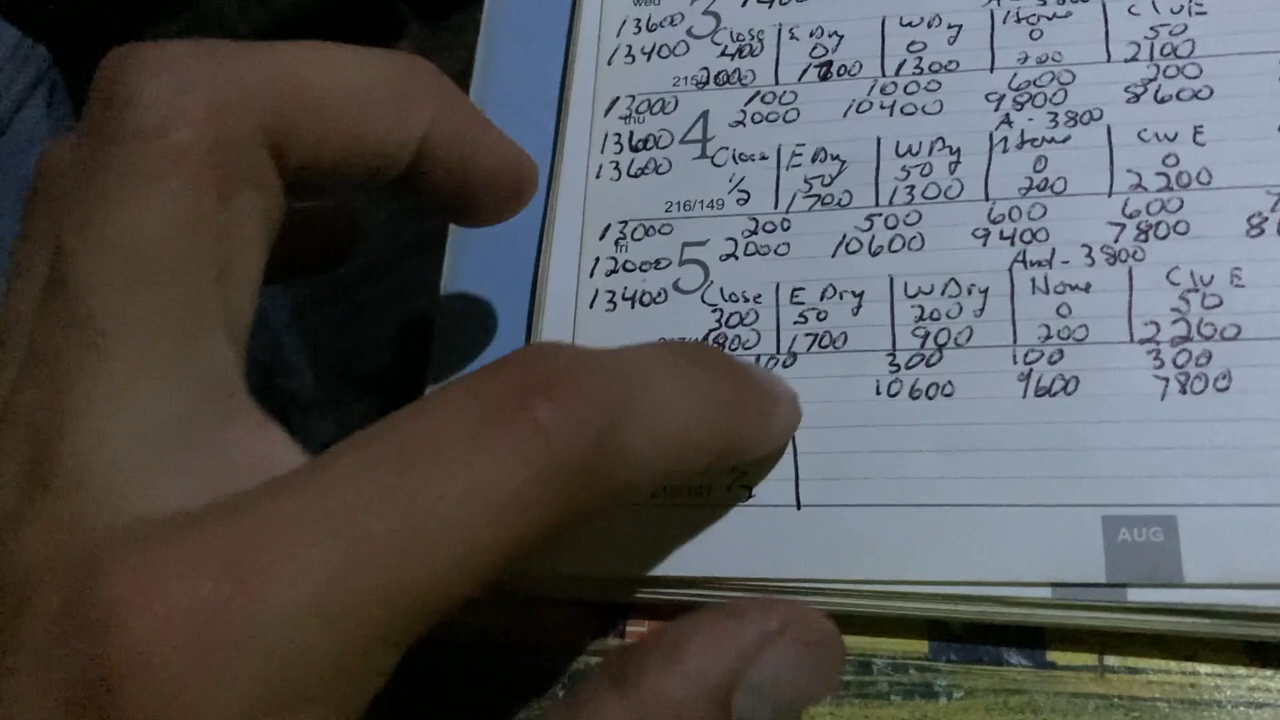 wed
13600 3
13400 Close E Dry W Dry None CWE
400 0 0 0 50
2000 1300 200 2100
13000 100 1000 600 200
thu 2000 10400 9800 8600
13600 4 A - 3800
13600 Close E Dry W Dry None CW E
50 50 0 0
216/149 1/2 1700 1300 200 2200
13000 200 500 600 600
fri 2000 10600 9400 7800
12000 5 And - 3800
13400 Close E Dry W Dry None CW E
300 50 200 0 50
1700 900 200 2200
100 300 100 300
10600 9600 7800
AUG